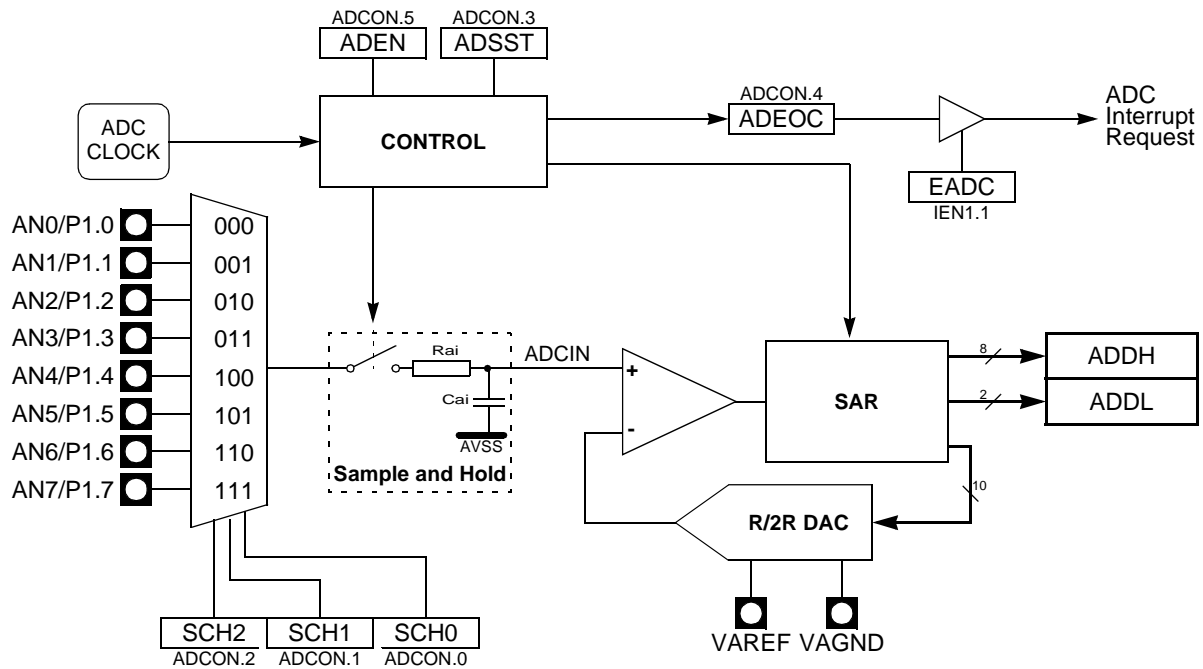 ADCON.5
ADEN
ADCON.3
ADSST
ADC
CLOCK
CONTROL
ADCON.4
ADEOC
ADC
Interrupt
Request
EADC
IEN1.1
AN0/P1.0
000
AN1/P1.1
001
AN2/P1.2
010
AN3/P1.3
011
AN4/P1.4
100
AN5/P1.5
101
AN6/P1.6
110
AN7/P1.7
111
Rai
Cai
AVSS
Sample and Hold
ADCIN
+
-
SAR
8
ADDH
2
ADDL
10
R/2R DAC
VAREF
VAGND
SCH2
SCH1
SCH0
ADCON.2
ADCON.1
ADCON.0